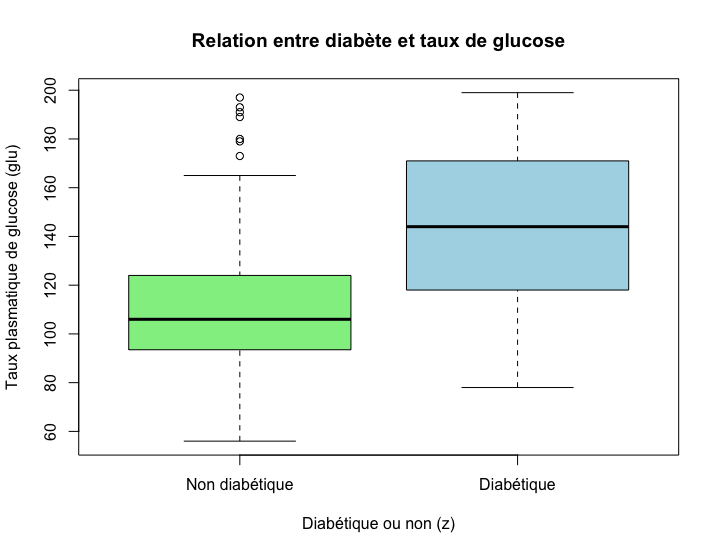 Relation entre diabète et taux de glucose
Taux plasmatique de glucose (glu)
200
180
160
140
120
100
80
60
Non diabétique
Diabétique
Diabétique ou non (z)